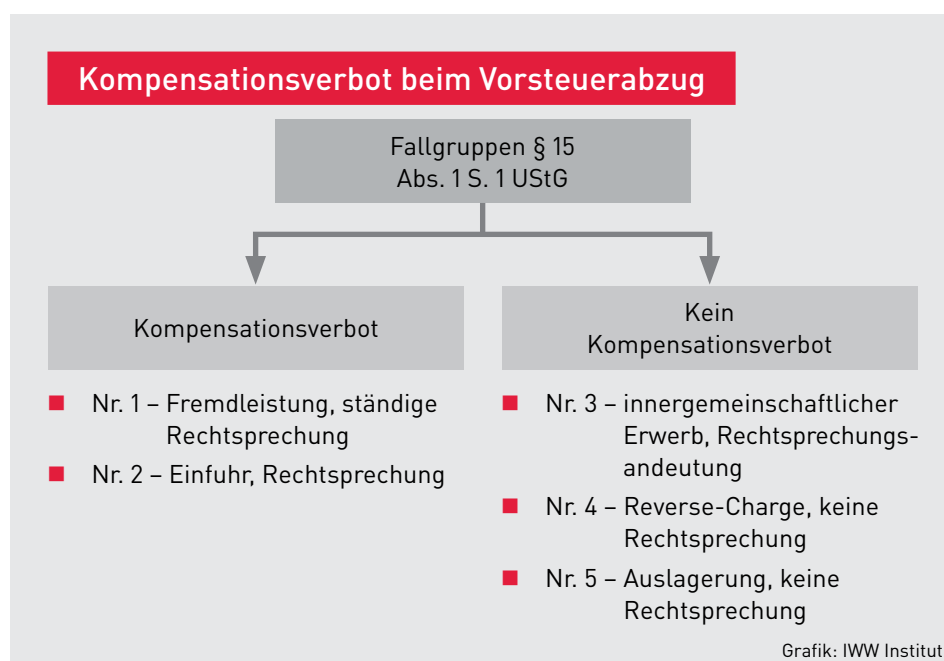 Kompensationsverbot beim Vorsteuerabzug
Fallgruppen § 15
Abs. 1 S. 1 UStG
Kompensationsverbot
Nr. 1 – Fremdleistung, ständige
Rechtsprechung
Nr. 2 – Einfuhr, Rechtsprechung
Kein
Kompensationsverbot
Nr. 3 – innergemeinschaftlicher
Erwerb, Rechtsprechungs-
andeutung
Nr. 4 – Reverse-Charge, keine
Rechtsprechung
Nr. 5 – Auslagerung, keine
Rechtsprechung
Grafik: IWW Institut